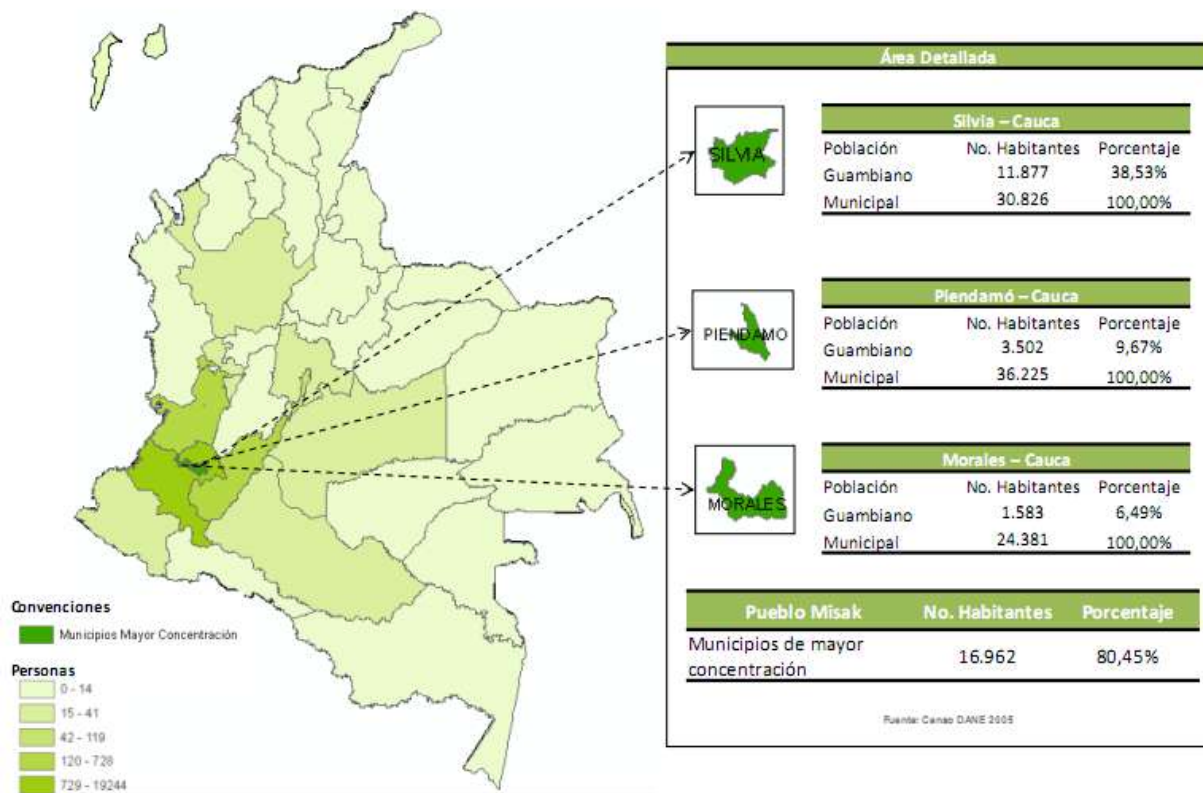 Área Detallada
SILVIA
Silvia – Cauca
Población No. Habitantes Porcentaje
Guambiano 11.877 38,53%
Municipal 30.826 100,00%
PIENDAMO
Piendamó – Cauca
Población No. Habitantes Porcentaje
Guambiano 3.502 9,67%
Municipal 36.225 100,00%
MORALES
Morales – Cauca
Población No. Habitantes Porcentaje
Guambiano 1.583 6,49%
Municipal 24.381 100,00%
Pueblo Misak No. Habitantes Porcentaje
Municipios de mayor
concentración 16.962 80,45%
Fuente: Censo DANE 2005
Convenciones
Municipios Mayor Concentración
Personas
0 - 14
15 - 41
42 - 119
120 - 728
729 - 19244